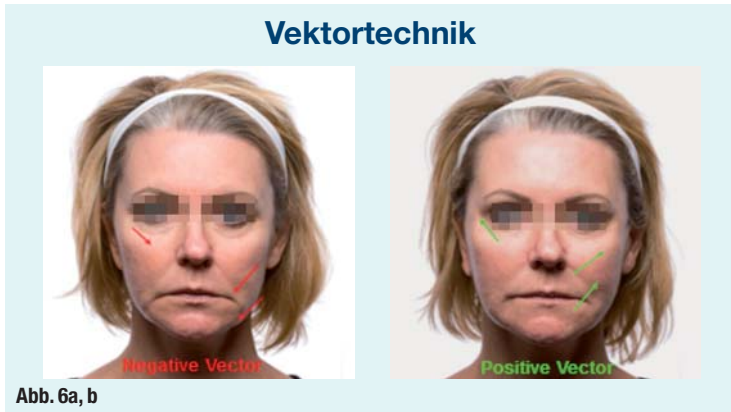 Vektortechnik
Negative Vector
Positive Vector
Abb. 6a, b